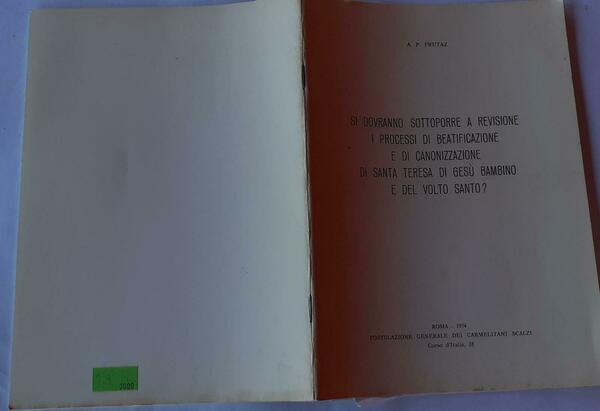 A. P. FRUTAZ
SI DOVRANNO SOTTOPORRE A REVISIONE
I PROCESSI DI BEATIFICAZIONE
E DI CANONIZZAZIONE
DI SANTA TERESA DI GESÙ BAMBINO
E DEL VOLTO SANTO?
ROMA - 1974
POSTULAZIONE GENERALE DEI CARMELITANI SCALZI
Corso d'Italia, 38